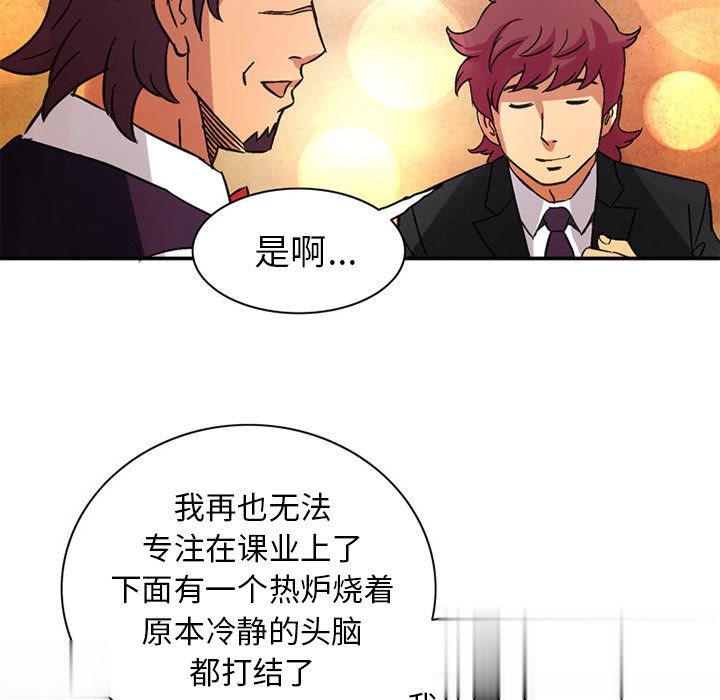 是啊...
我再也无法
专注在课业上了
下面有一个热炉烧着
原本冷静的头脑
都打结了